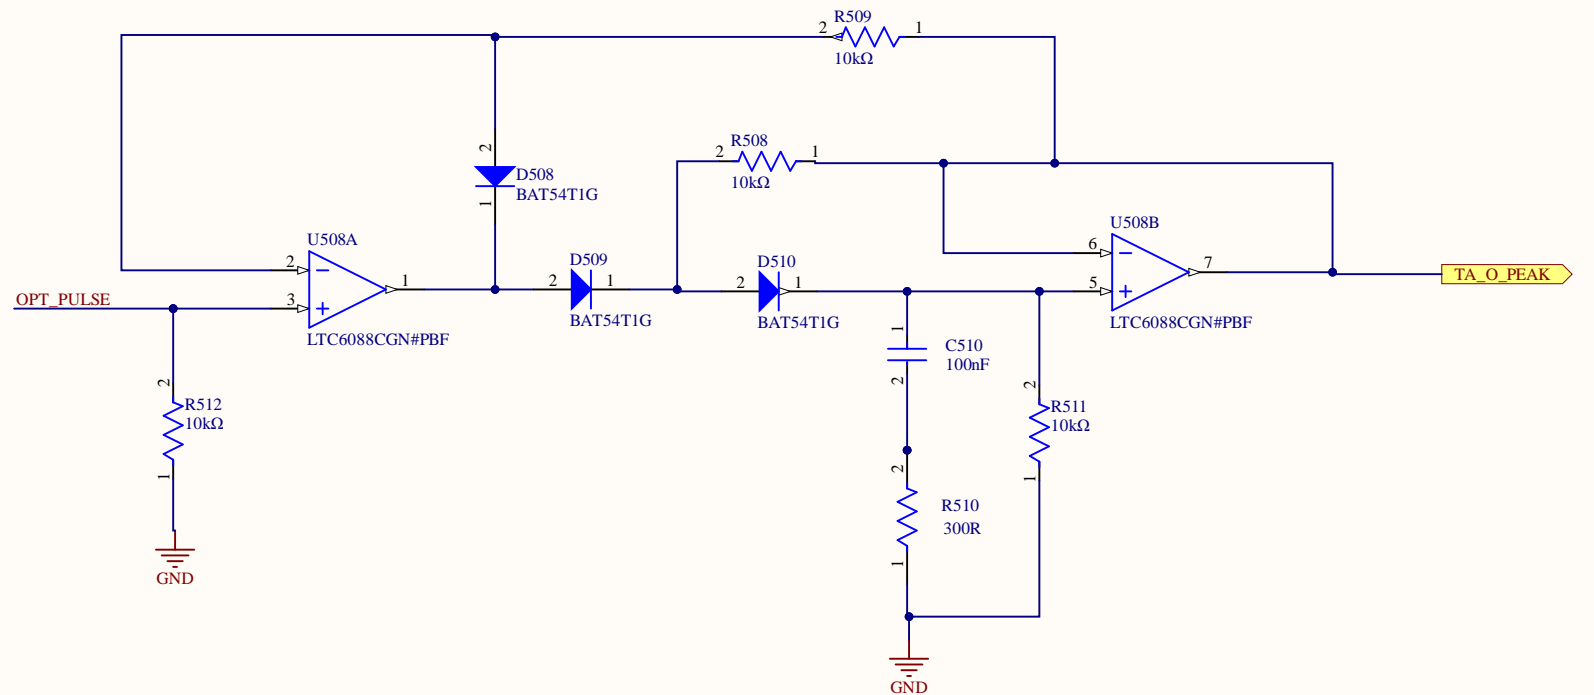 R509
2
1
10kΩ
R508
2
1
10kΩ
2
D508
BAT54T1G
1
U508A
2
3
1
LTC6088CGN#PBF
OPT_PULSE
D509
2
1
BAT54T1G
D510
2
1
BAT54T1G
U508B
6
5
7
LTC6088CGN#PBF
TA_O_PEAK
1
C510
100nF
2
2
R512
10kΩ
1
GND
2
R511
10kΩ
1
2
R510
300R
1
GND